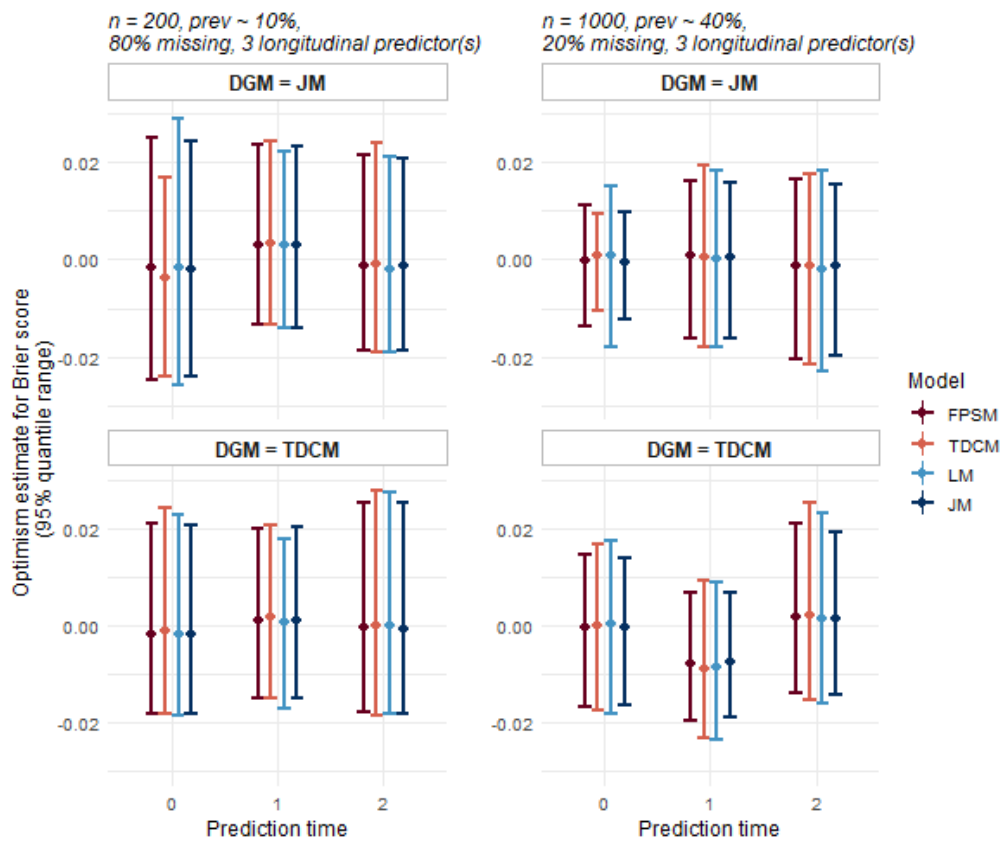 n = 200, prev ~ 10%,
80% missing, 3 longitudinal predictor(s)
n = 1000, prev ~ 40%,
20% missing, 3 longitudinal predictor(s)
DGM = JM
DGM = JM
0.02
0.00
-0.02
0.02
0.00
-0.02
DGM = TDCM
DGM = TDCM
0.02
0.00
-0.02
0.02
0.00
-0.02
Optimism estimate for Brier score
(95% quantile range)
0 1 2
0 1 2
Prediction time
Prediction time
Model
FPSM
TDCM
LM
JM